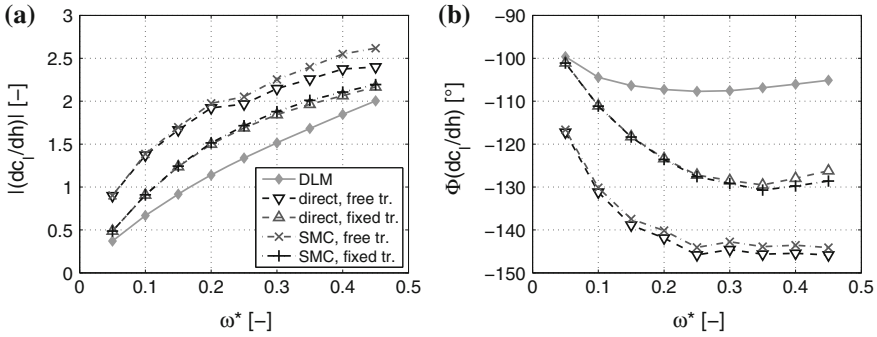 (a)
3
2.5
2
1.5
1
0.5
0
|(dc_l/dh)| [−]
0 0.1 0.2 0.3 0.4 0.5
ω* [−]
DLM
direct, free tr.
direct, fixed tr.
SMC, free tr.
SMC, fixed tr.
(b)
−90
−100
−110
−120
−130
−140
−150
Φ(dc_l/dh) [°]
0 0.1 0.2 0.3 0.4 0.5
ω* [−]